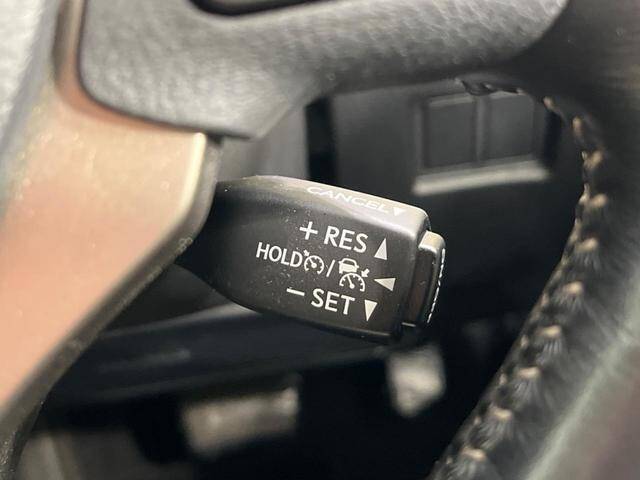 CANCEL▼
+ RES ▲
HOLD /
− SET ▼